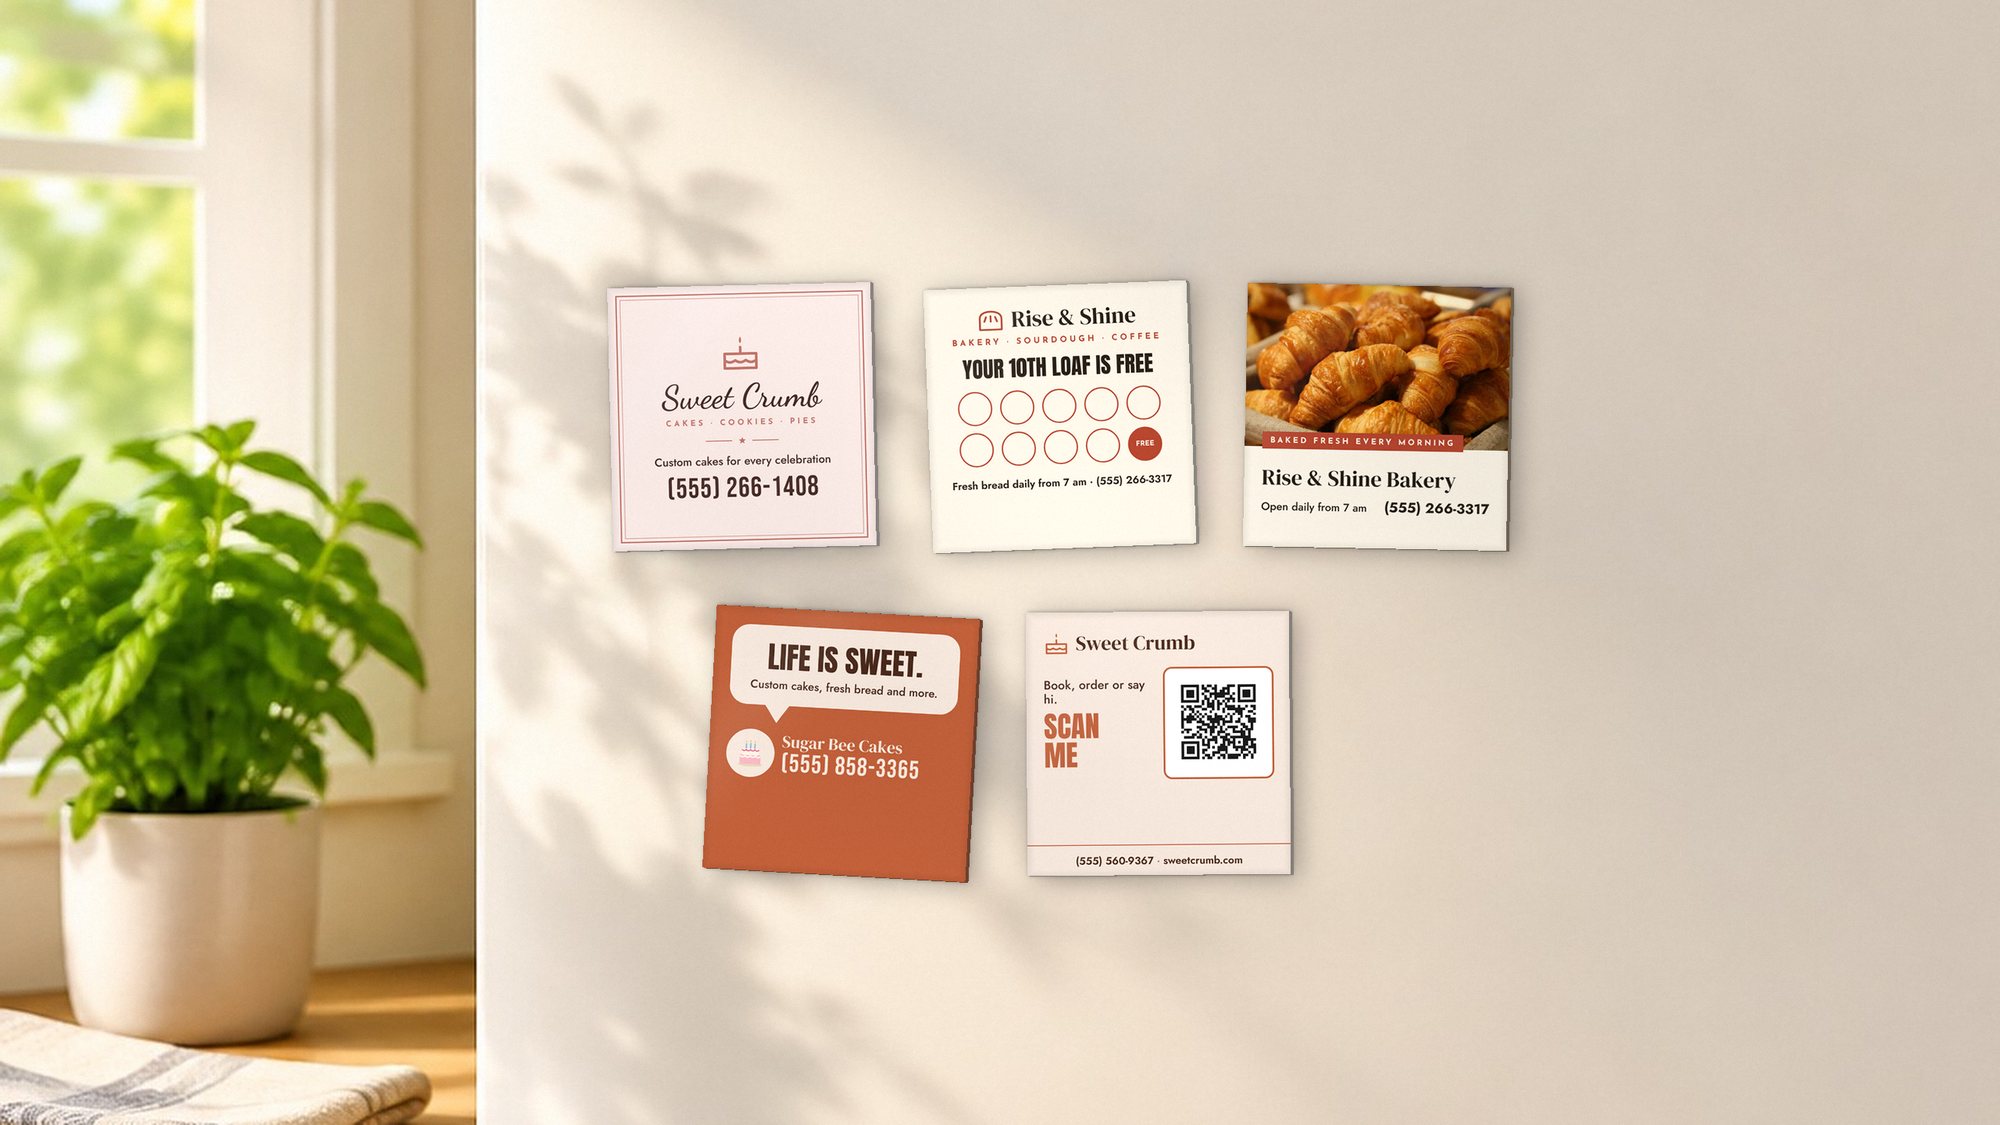 Sweet Crumb
CAKES · COOKIES · PIES
Custom cakes for every celebration
(555) 266-1408
Rise & Shine
BAKERY · SOURDOUGH · COFFEE
YOUR 10TH LOAF IS FREE
FREE
Fresh bread daily from 7 am · (555) 266-3317
BAKED FRESH EVERY MORNING
Rise & Shine Bakery
Open daily from 7 am (555) 266-3317
LIFE IS SWEET.
Custom cakes, fresh bread and more.
Sugar Bee Cakes
(555) 858-3365
Sweet Crumb
Book, order or say
hi.
SCAN
ME
(555) 560-9367 · sweetcrumb.com